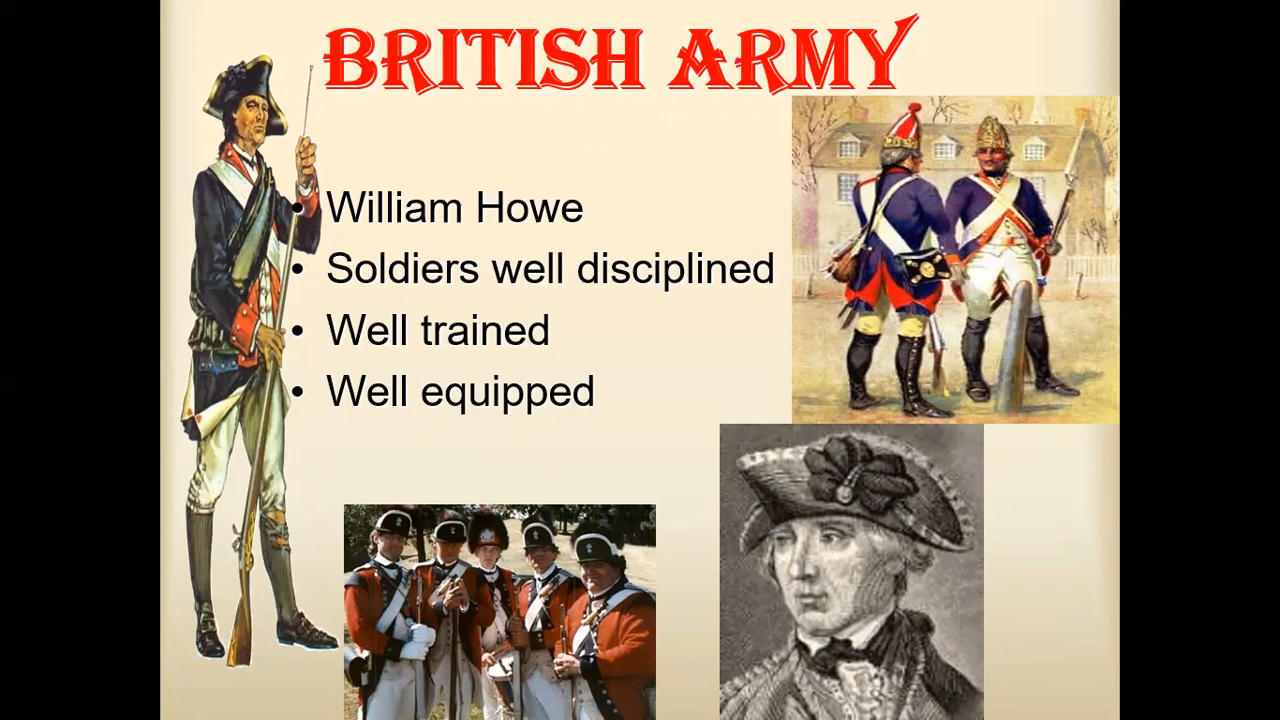 BRITISH ARMY
• William Howe
• Soldiers well disciplined
• Well trained
• Well equipped